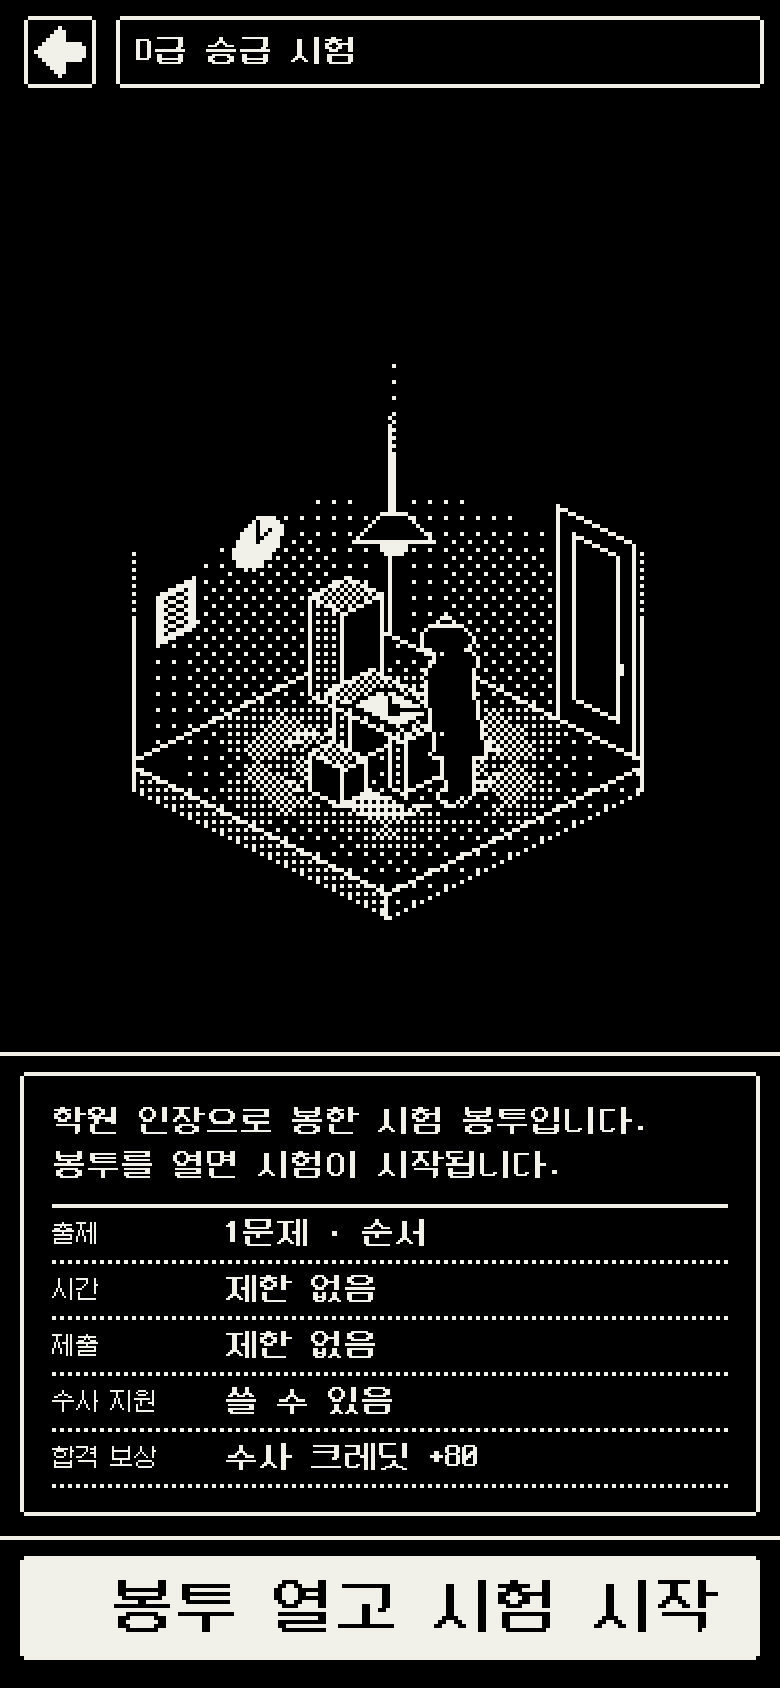 D급 승급 시험
학원 인장으로 봉한 시험 봉투입니다.
봉투를 열면 시험이 시작됩니다.
출제 1문제 · 순서
시간 제한 없음
제출 제한 없음
수사 지원 쓸 수 있음
합격 보상 수사 크레딧 +80
봉투 열고 시험 시작